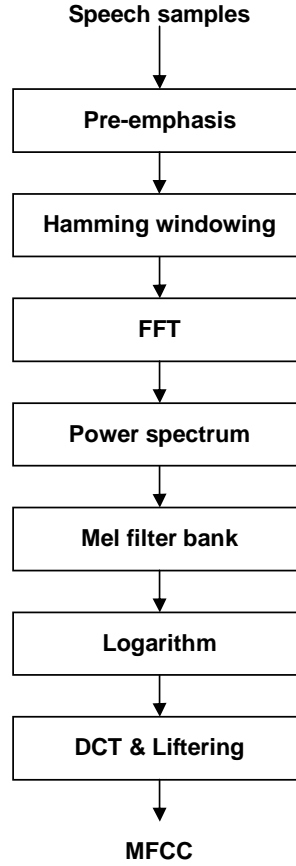 Speech samples
Pre-emphasis
Hamming windowing
FFT
Power spectrum
Mel filter bank
Logarithm
DCT & Liftering
MFCC